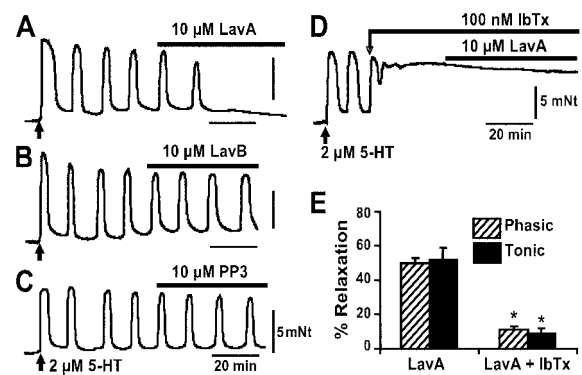 A
10 µM LavA
B
10 µM LavB
C
10 µM PP3
2 µM 5-HT
20 min
5mNt
D
100 nM IbTx
10 µM LavA
5 mNt
20 min
2 µM 5-HT
E
% Relaxation
80
60
40
20
0
Phasic
Tonic
* *
LavA
LavA + IbTx